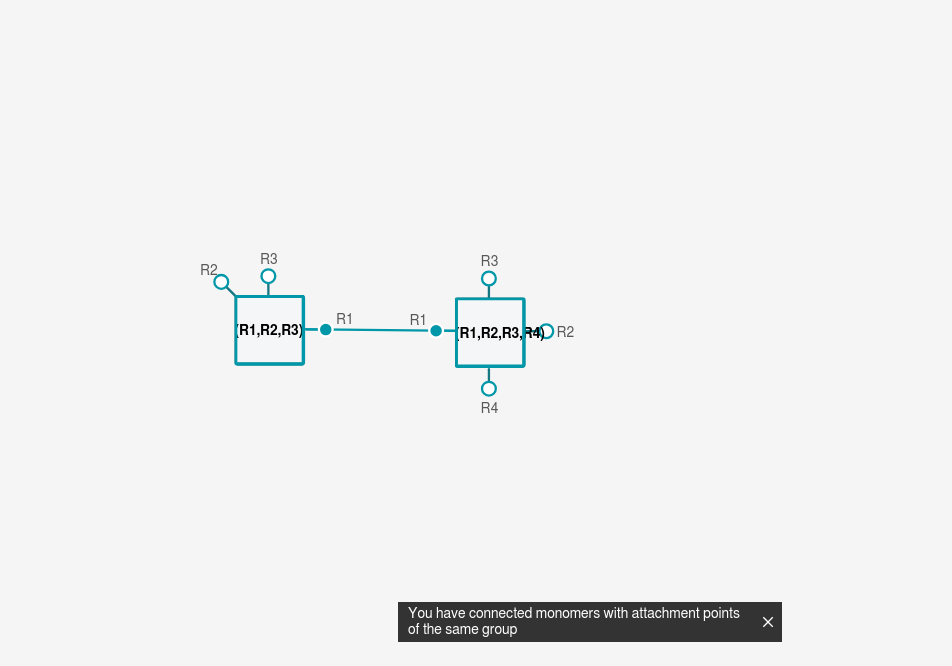 R3
R3
R2
R1
R1
(R1,R2,R3)
(R1,R2,R3,R4)
R2
R4
You have connected monomers with attachment points
of the same group